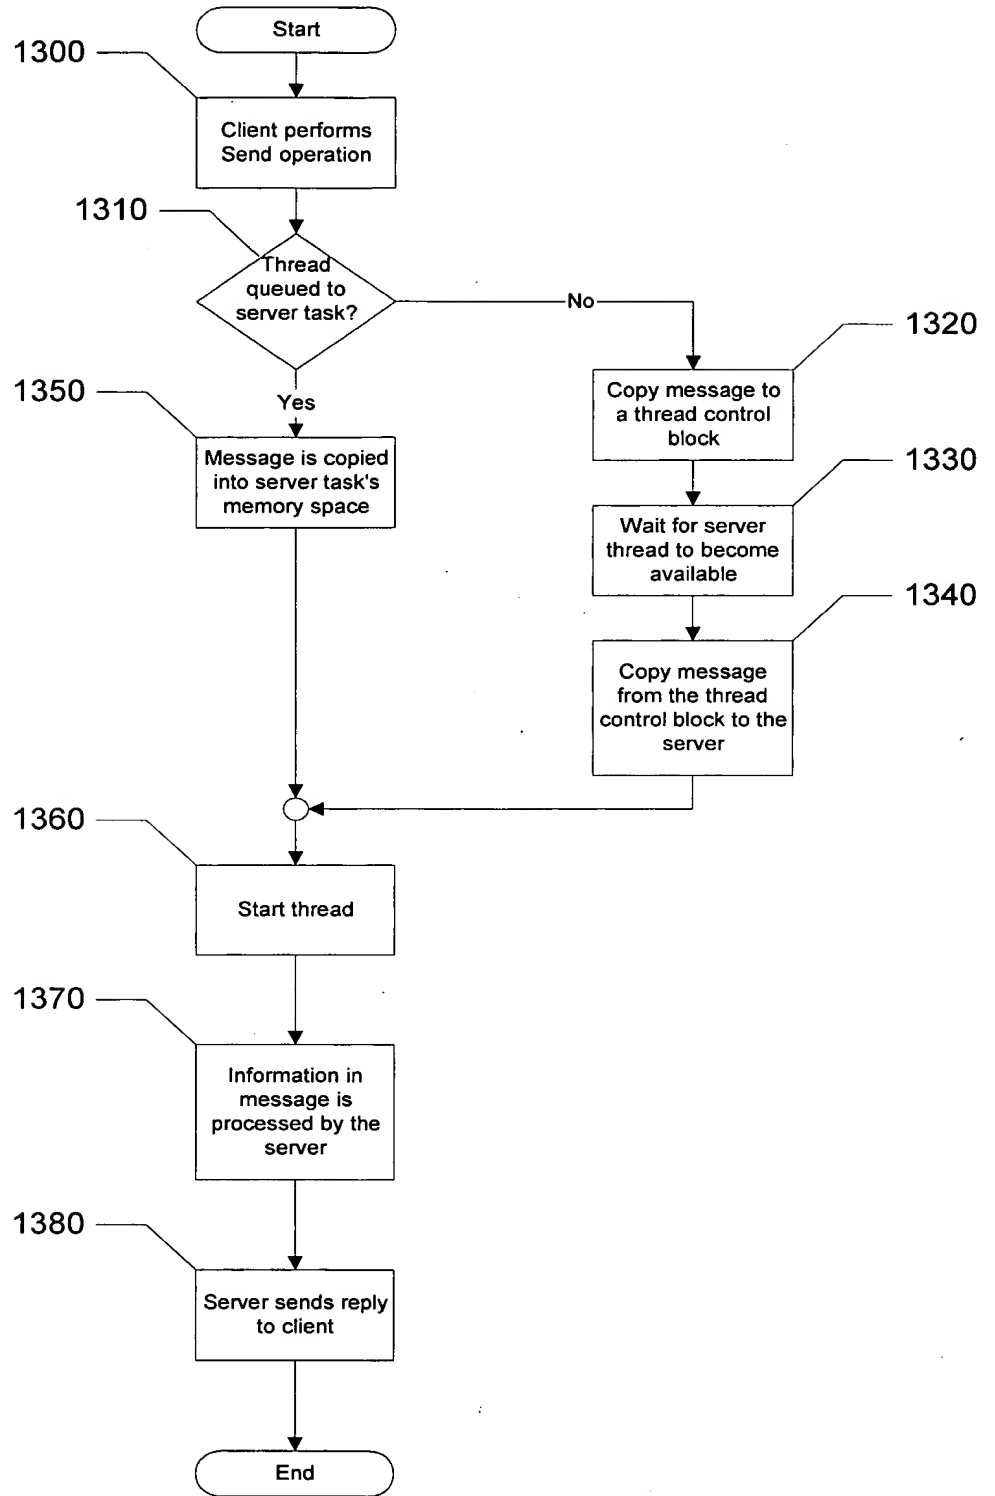 Start
1300
Client performs
Send operation
1310
Thread
queued to
server task?
No
1320
Copy message to
a thread control
block
1350
Yes
Message is copied
into server task's
memory space
1330
Wait for server
thread to become
available
1340
Copy message
from the thread
control block to the
server
1360
Start thread
1370
Information in
message is
processed by the
server
1380
Server sends reply
to client
End